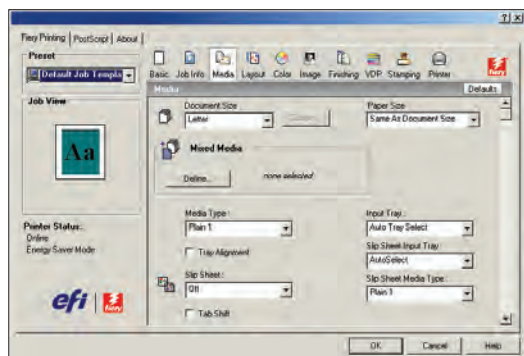 Fiery Printing PostScript About
Preset
Default Job Templa
Basic Job Info Media Layout Color Image Finishing VDP Stamping Printer
fiery
Media
Defaults
Job View
Aa
Document Size
Letter
Paper Size
Same As Document Size
Mixed Media
Define...
none selected
Media Type :
Plain 1
Input Tray :
Auto Tray Select
Tray Alignment
Slip Sheet Input Tray :
AutoSelect
Slip Sheet :
Off
Slip Sheet Media Type :
Plain 1
Tab Shift
Printer Status:
Online
Energy Saver Mode
efi
fiery
OK Cancel Help